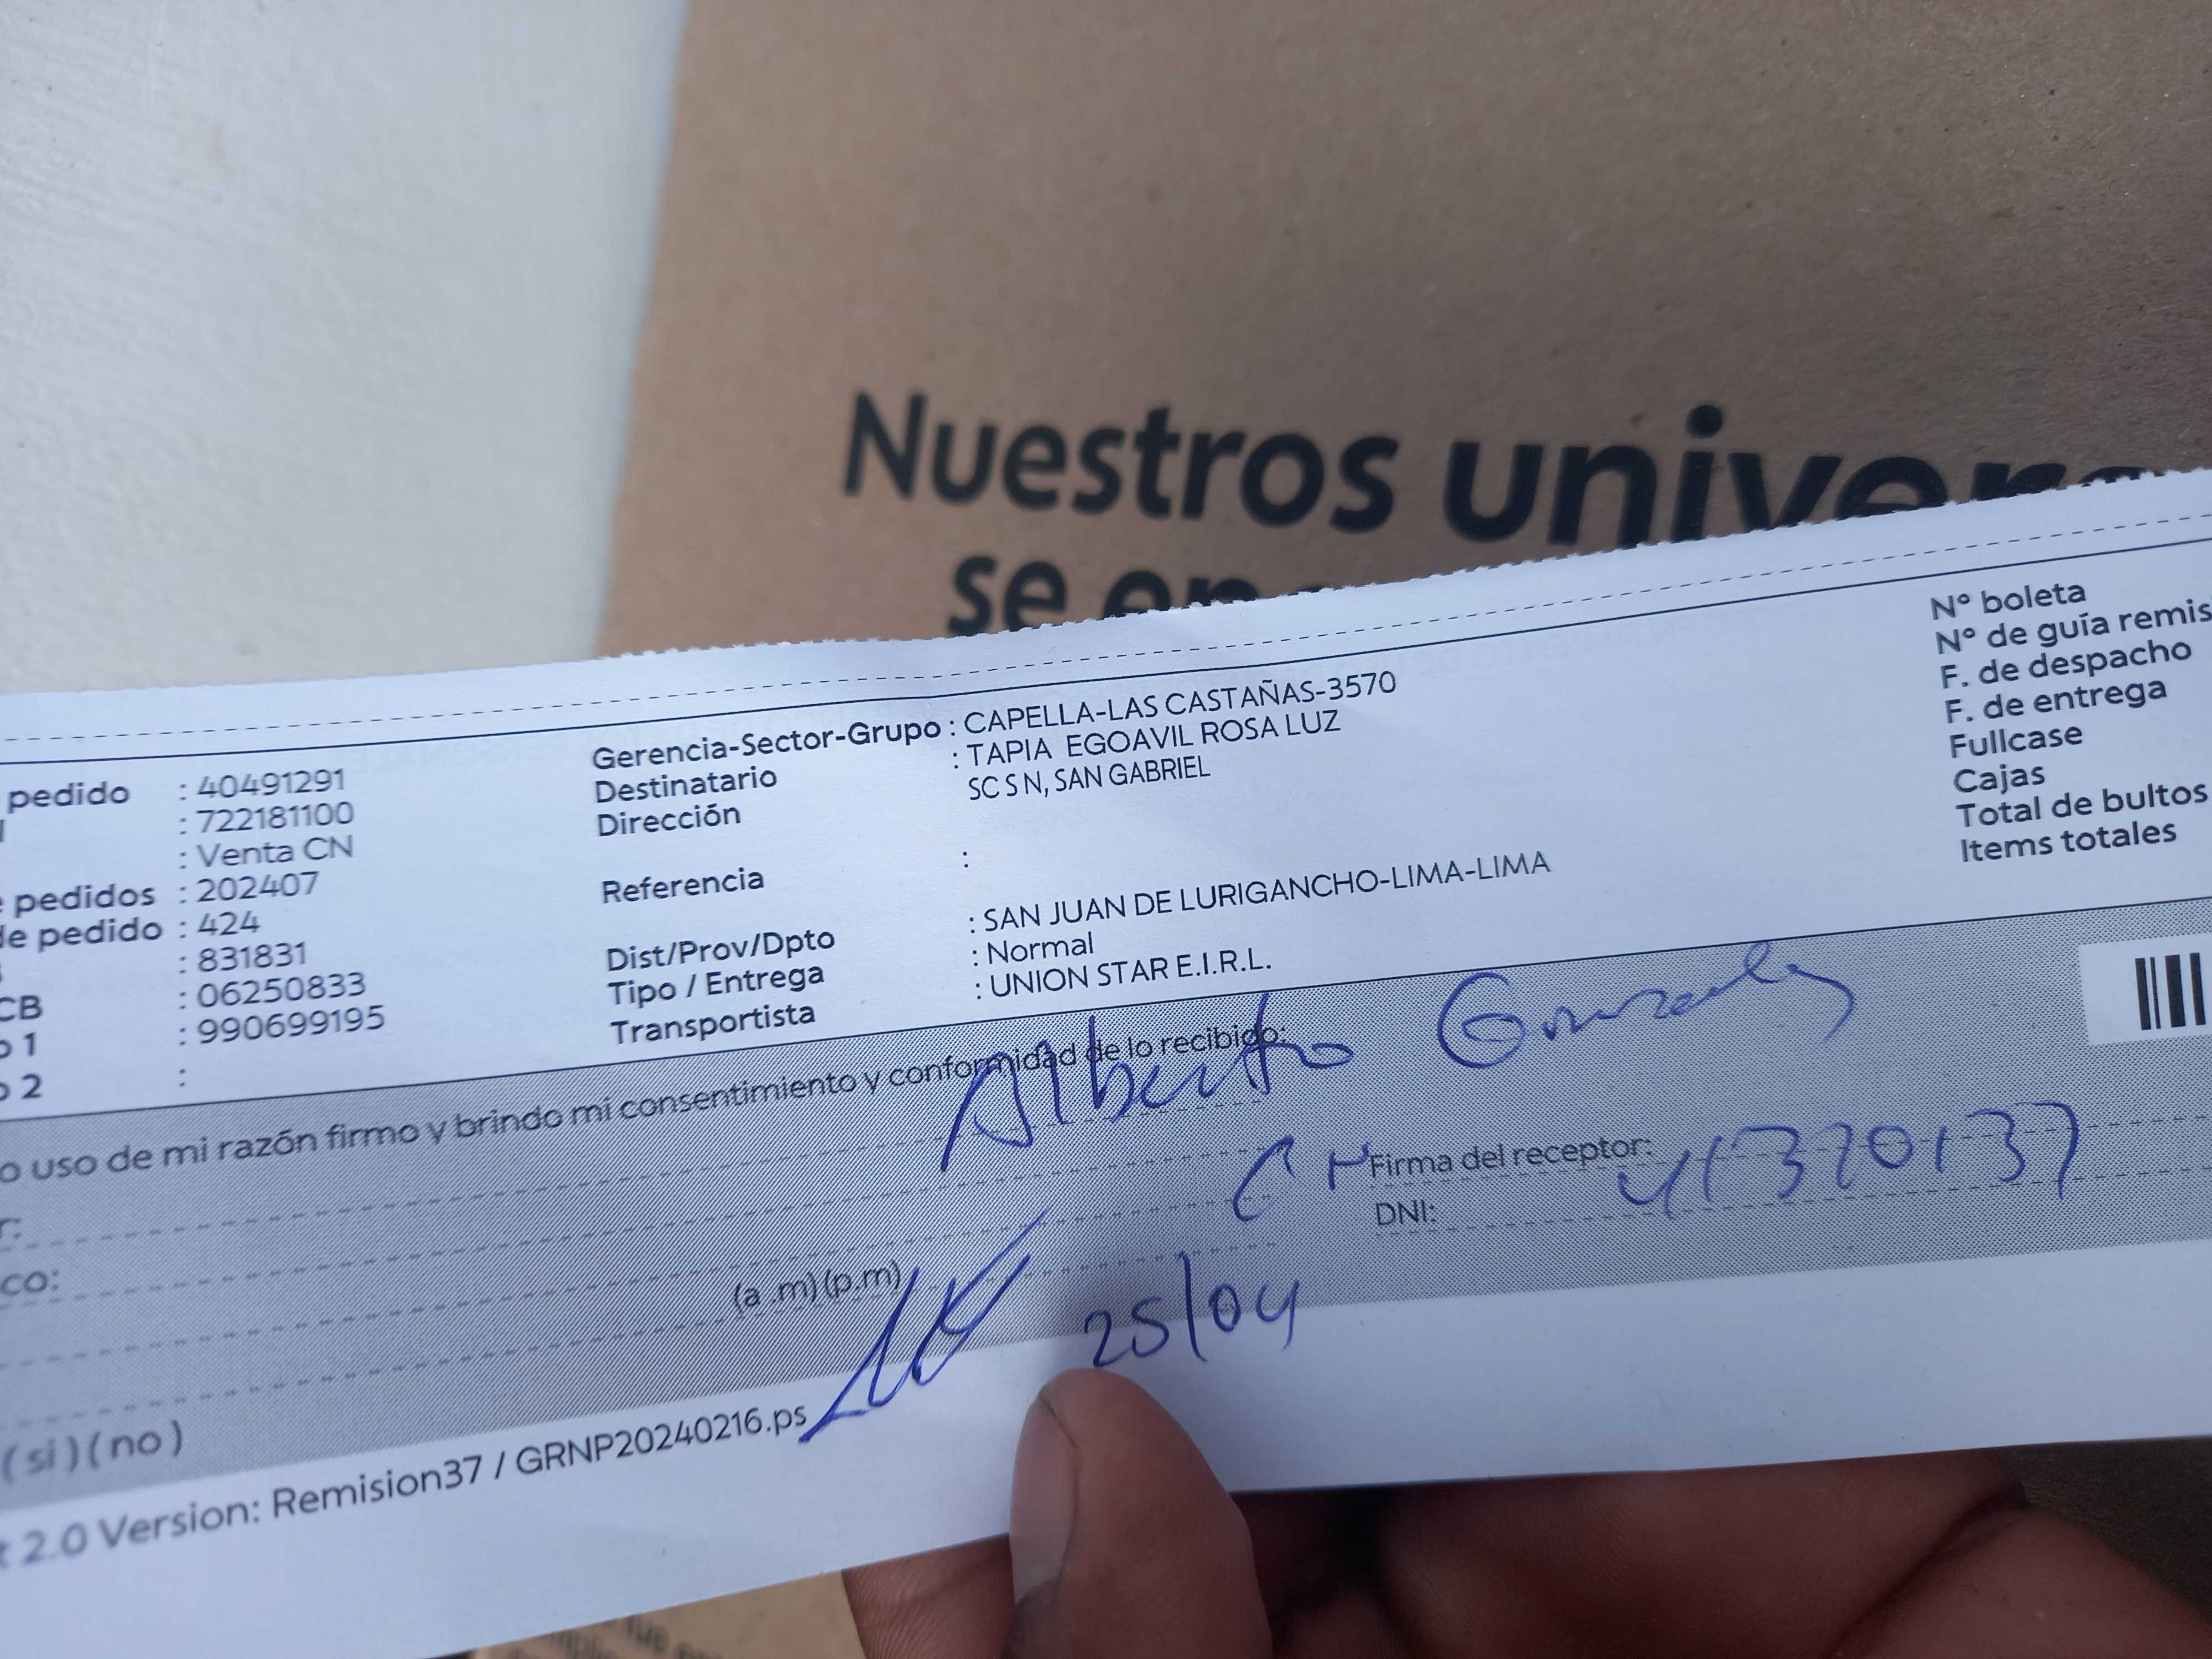 Nuestros
se
Nº boleta
Nº de guía remis
F. de despacho
F. de entrega
Fullcase
Cajas
Total de bultos
Items totales
Gerencia-Sector-Grupo : CAPELLA-LAS CASTAÑAS-3570
Destinatario : TAPIA EGOAVIL ROSA LUZ
Dirección SC S N, SAN GABRIEL
Referencia :
Dist/Prov/Dpto : SAN JUAN DE LURIGANCHO-LIMA-LIMA
Tipo / Entrega : Normal
Transportista : UNION STAR E.I.R.L.
pedido : 40491291
: 722181100
: Venta CN
pedidos : 202407
de pedido : 424
: 831831
CB : 06250833
1 : 990699195
2 :
o uso de mi razón firmo y brindo mi consentimiento y conformidad de lo recibido:
Alberto
Firma del receptor:
DNI: 41320137
co:
(a .m) (p.m)
25/04
(si) (no)
t 2.0 Version: Remision37 / GRNP20240216.ps